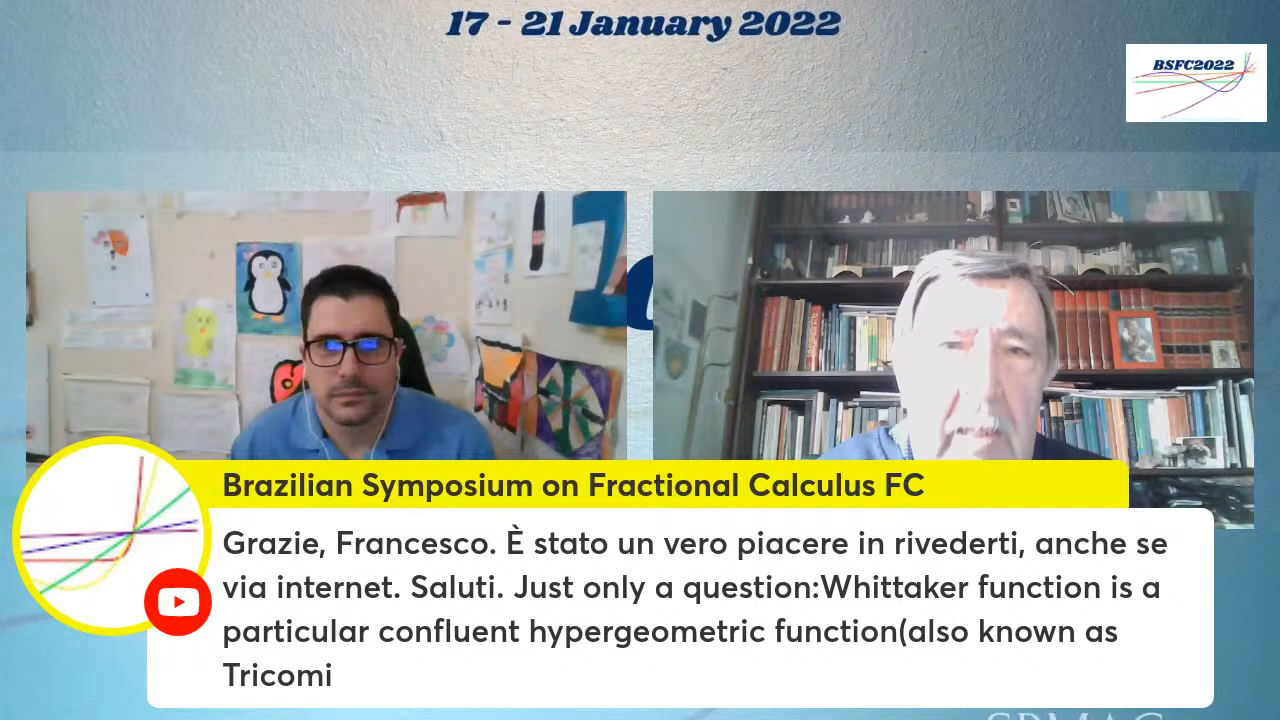 17 - 21 January 2022
BSFC2022
Brazilian Symposium on Fractional Calculus FC
Grazie, Francesco. È stato un vero piacere in rivederti, anche se
via internet. Saluti. Just only a question:Whittaker function is a
particular confluent hypergeometric function(also known as
Tricomi